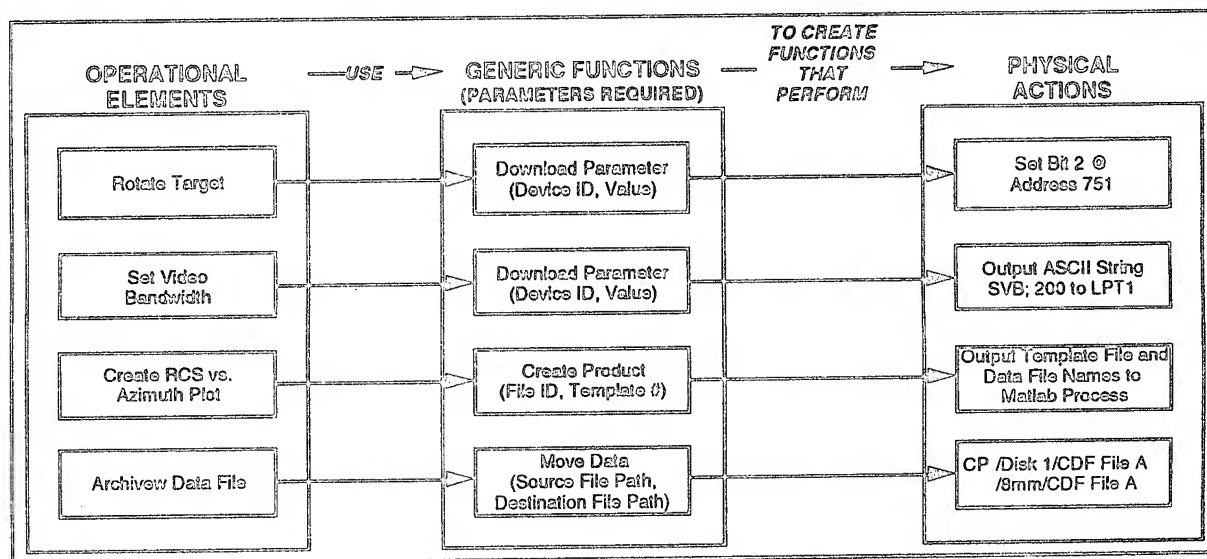 OPERATIONAL
ELEMENTS
USE
GENERIC FUNCTIONS
(PARAMETERS REQUIRED)
TO CREATE
FUNCTIONS
THAT
PERFORM
PHYSICAL
ACTIONS
Rotate Target
Download Parameter
(Device ID, Value)
Set Bit 2 @
Address 751
Set Video
Bandwidth
Download Parameter
(Device ID, Value)
Output ASCII String
SVB; 200 to LPT1
Create RCS vs.
Azimuth Plot
Create Product
(File ID, Template #)
Output Template File and
Data File Names to
Matlab Process
Archivew Data File
Move Data
(Source File Path,
Destination File Path)
CP /Disk 1/CDF File A
/8mm/CDF File A